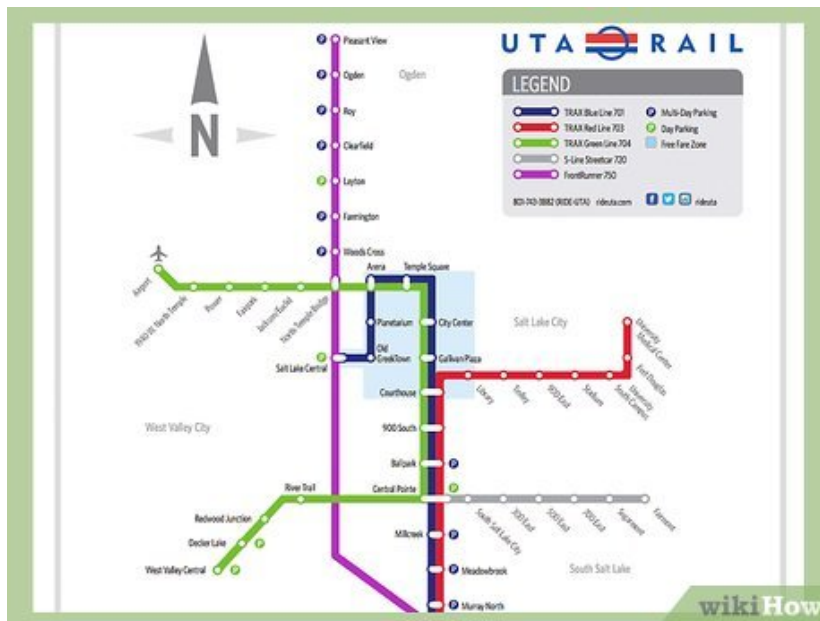 UTA RAIL
LEGEND
TRAX Blue Line 701
TRAX Red Line 703
TRAX Green Line 704
S-Line Streetcar 720
FrontRunner 750
Multi-Day Parking
Day Parking
Free Fare Zone
801-743-3882 (RIDE-UTA) rideuta.com
rideuta
N
Pleasant View
Ogden
Ogden
Roy
Clearfield
Layton
Farmington
Woods Cross
Airport
1940 W. North Temple
Power
Fairpark
Jackson/Euclid
North Temple Bridge
Arena
Temple Square
Planetarium
City Center
Salt Lake City
Old
GreekTown
Gallivan Plaza
Salt Lake Central
Courthouse
University
Medical Center
Fort Douglas
University
South Campus
Library
Trolley
900 East
Stadium
West Valley City
900 South
Ballpark
Central Pointe
River Trail
Redwood Junction
Decker Lake
West Valley Central
South Salt Lake City
300 East
500 East
700 East
Sugarmont
Fairmont
Millcreek
Meadowbrook
South Salt Lake
Murray North
wikiHow